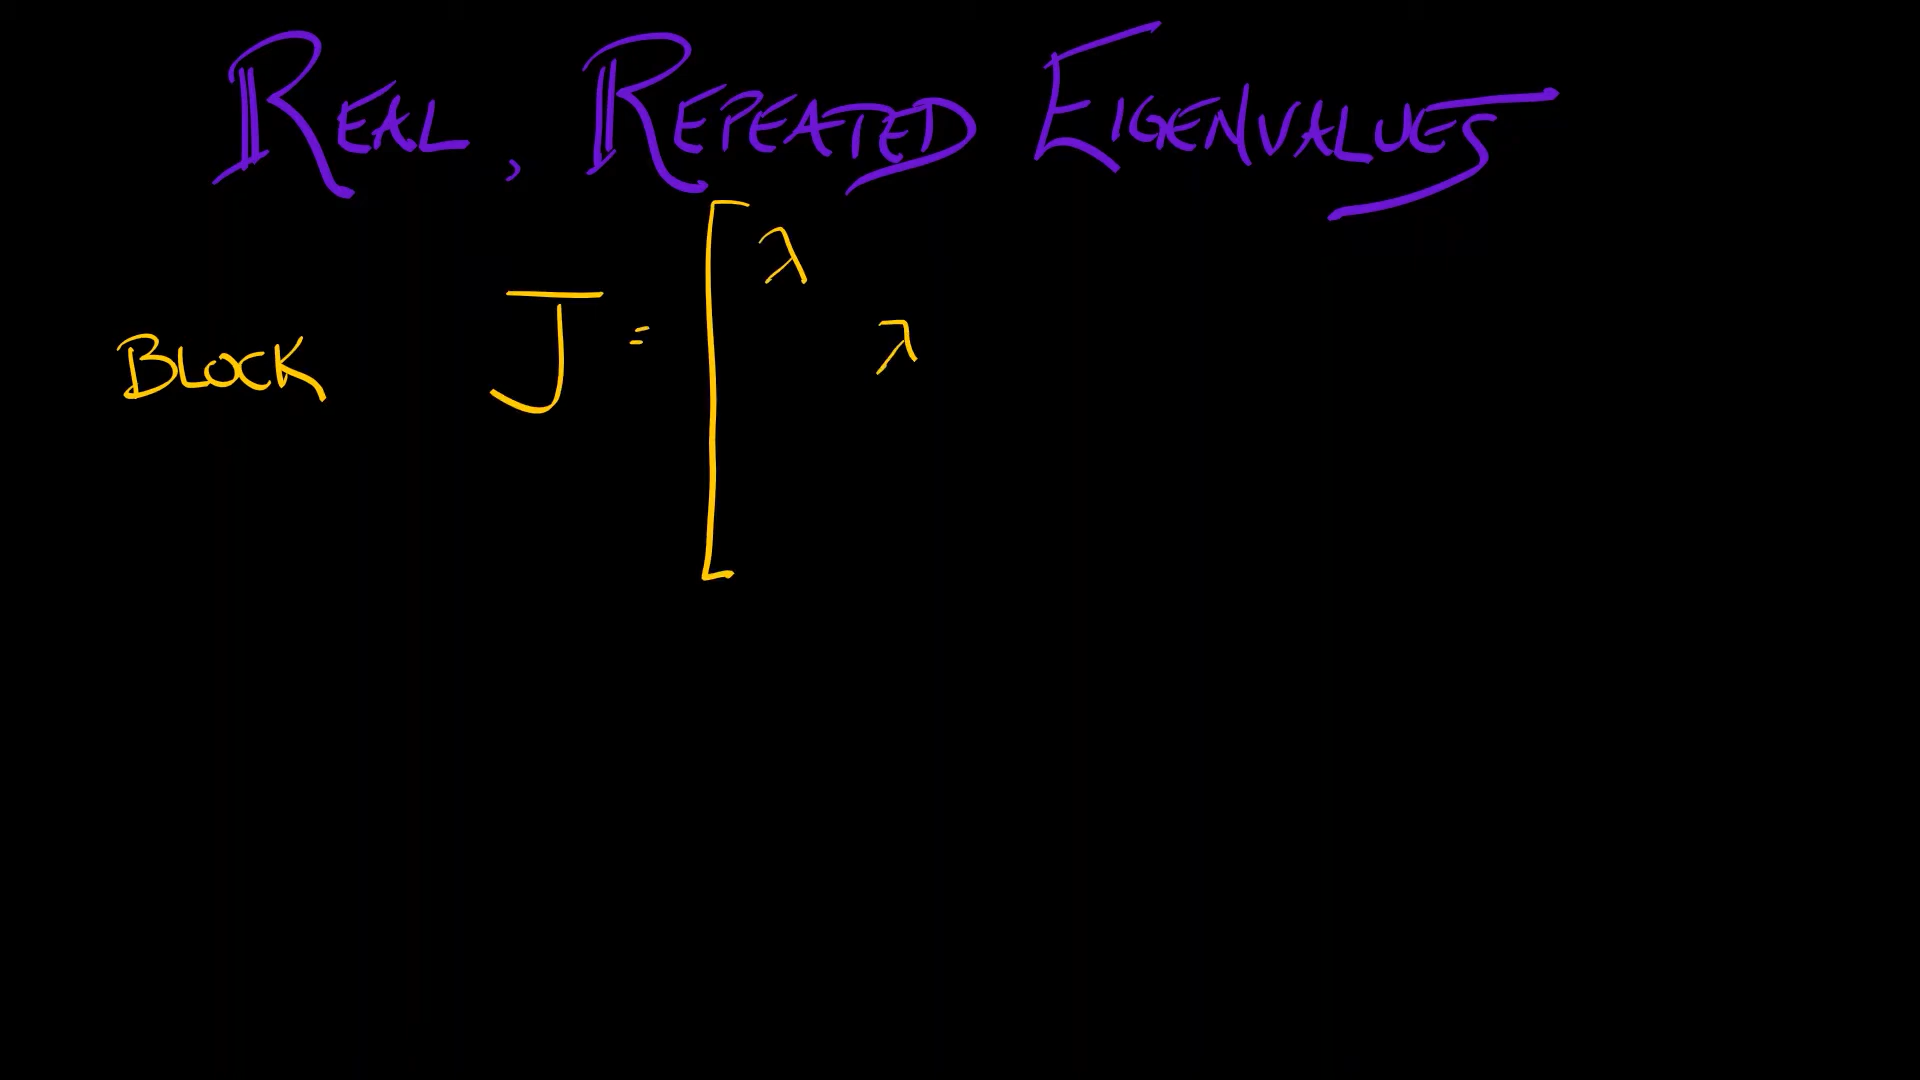 REAL, REPEATED EIGENVALUES
BLOCK J = [ λ
λ